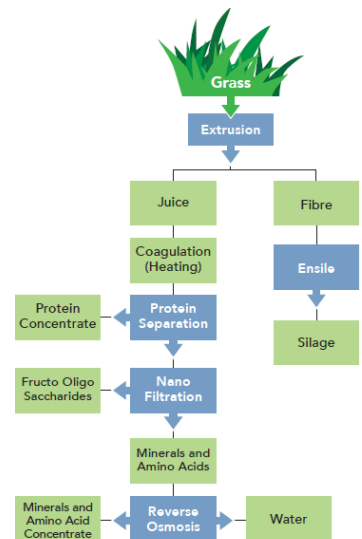 Grass
Extrusion
Juice
Fibre
Coagulation
(Heating)
Ensile
Protein
Concentrate
Protein
Separation
Silage
Fructo Oligo
Saccharides
Nano
Filtration
Minerals and
Amino Acids
Minerals and
Amino Acid
Concentrate
Reverse
Osmosis
Water